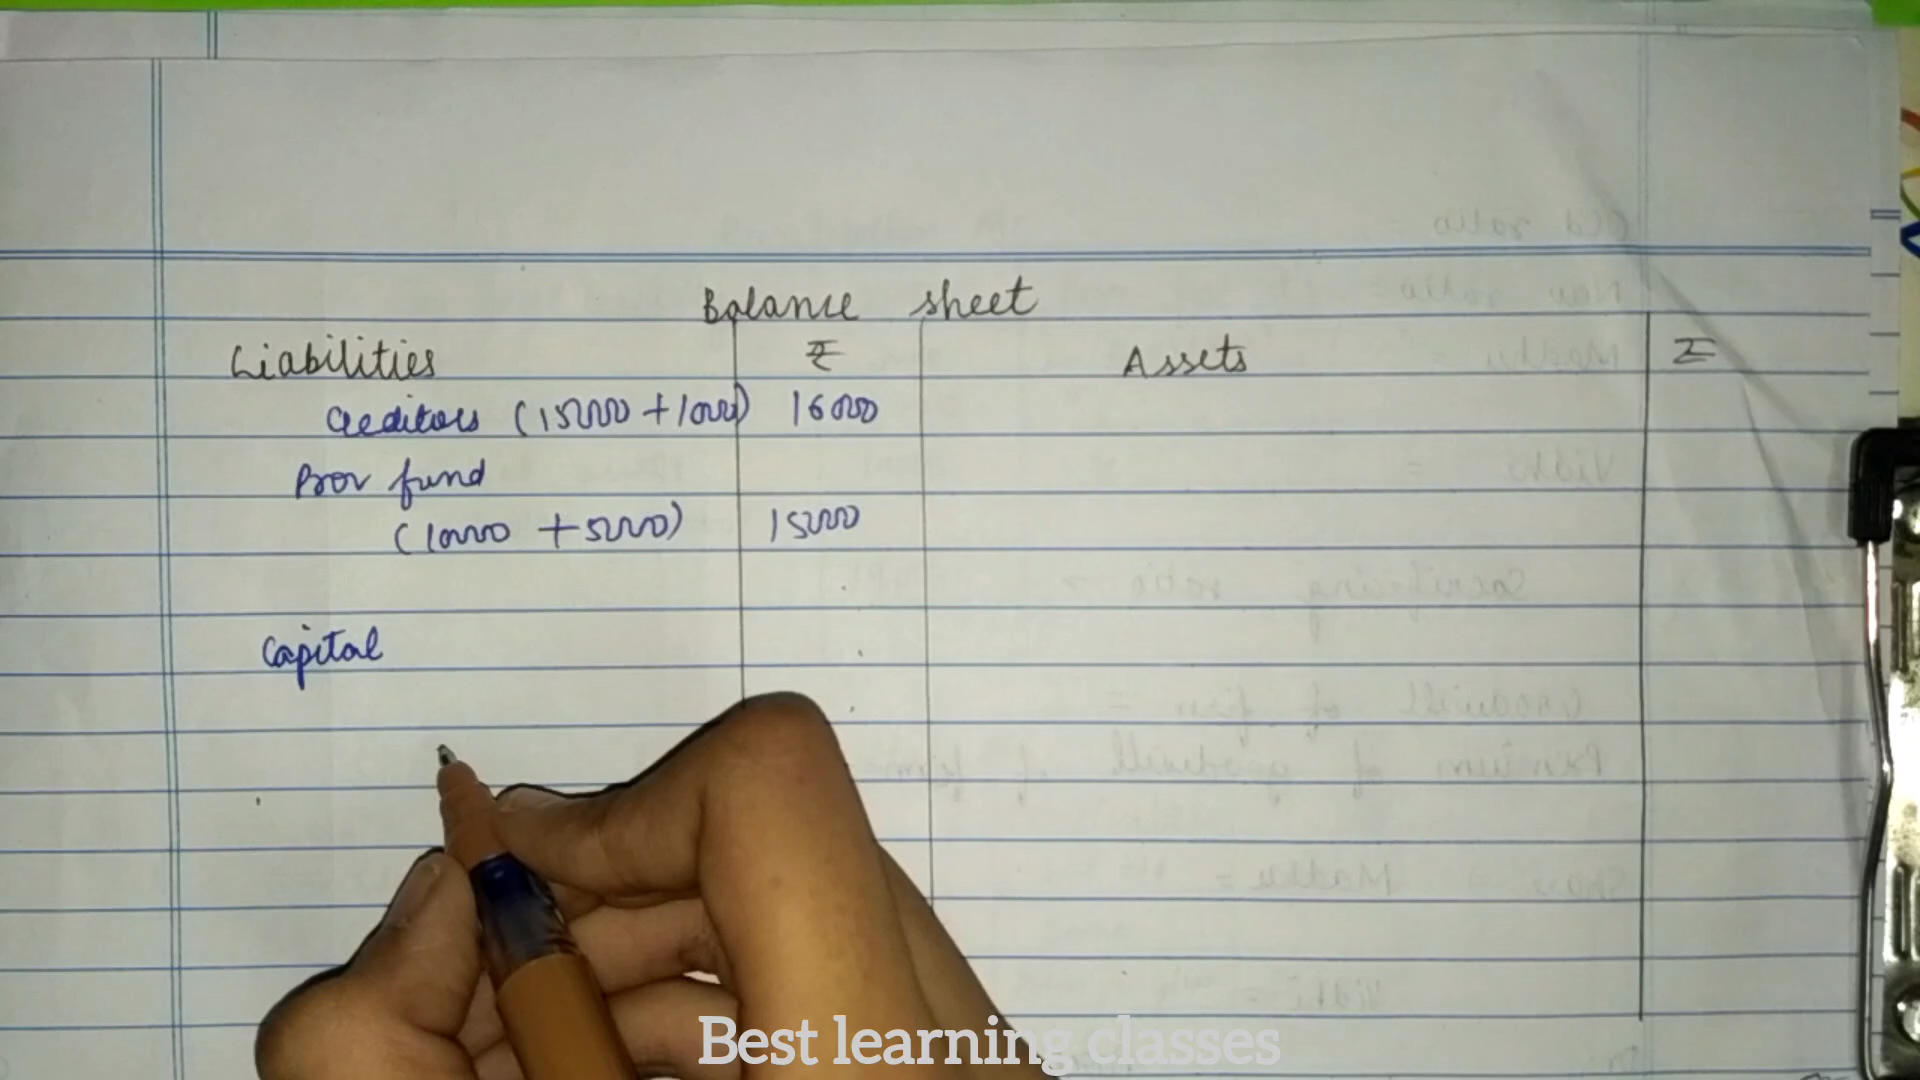 Balance sheet
Liabilities ₹ Assets ₹
Creditors (15000 + 1000) 16000
Prov fund
(10000 + 5000) 15000
Capital
Best learning classes